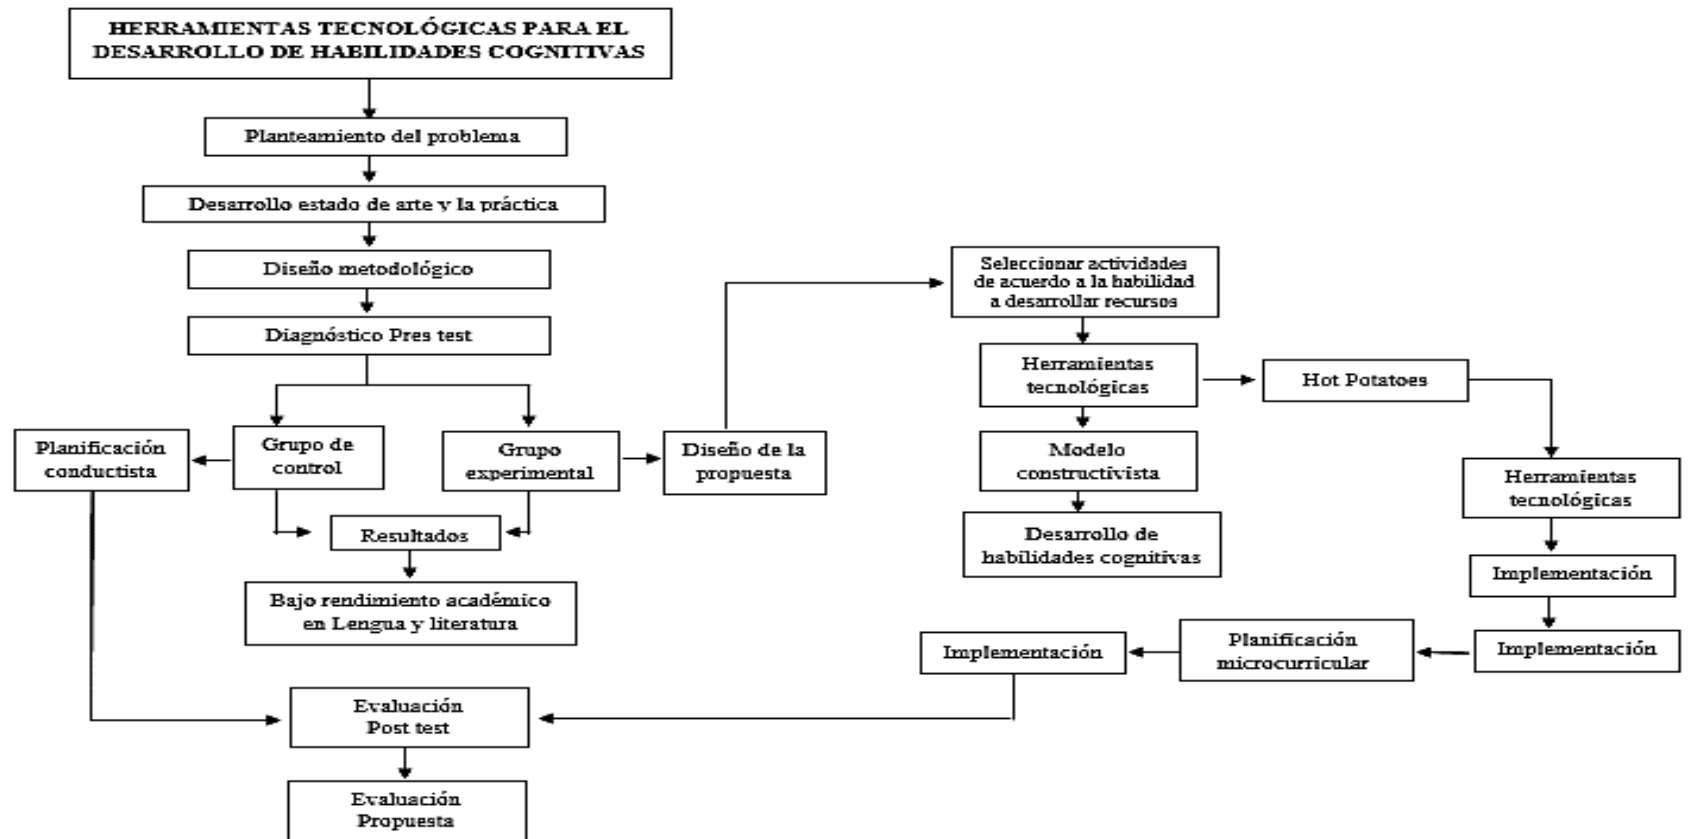 HERRAMIENTAS TECNOLÓGICAS PARA EL
DESARROLLO DE HABILIDADES COGNITIVAS
Planteamiento del problema
Desarrollo estado de arte y la práctica
Diseño metodológico
Diagnóstico Pres test
Grupo de
control
Planificación
conductista
Grupo
experimental
Diseño de la
propuesta
Resultados
Bajo rendimiento académico
en Lengua y literatura
Seleccionar actividades
de acuerdo a la habilidad
a desarrollar recursos
Herramientas
tecnológicas
Modelo
constructivista
Desarrollo de
habilidades cognitivas
Hot Potatoes
Herramientas
tecnológicas
Implementación
Implementación
Planificación
microcurricular
Implementación
Evaluación
Post test
Evaluación
Propuesta